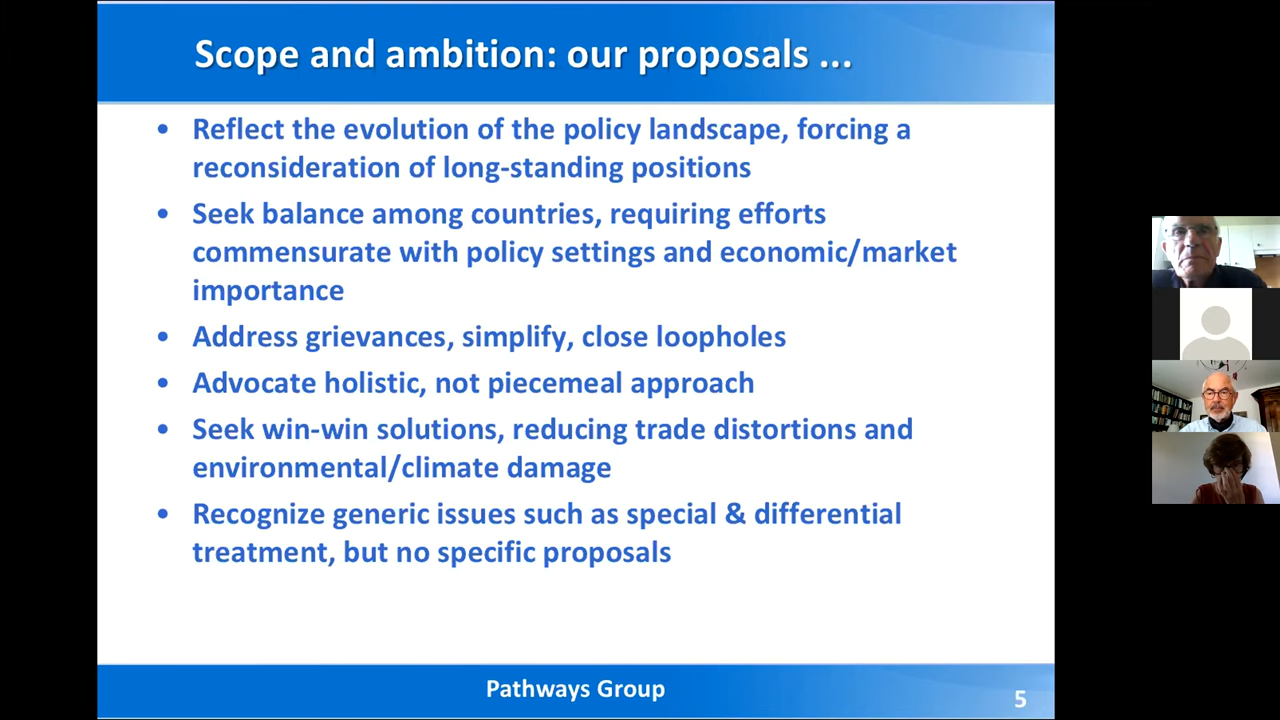 Scope and ambition: our proposals ...
• Reflect the evolution of the policy landscape, forcing a
reconsideration of long-standing positions
• Seek balance among countries, requiring efforts
commensurate with policy settings and economic/market
importance
• Address grievances, simplify, close loopholes
• Advocate holistic, not piecemeal approach
• Seek win-win solutions, reducing trade distortions and
environmental/climate damage
• Recognize generic issues such as special & differential
treatment, but no specific proposals
Pathways Group
5